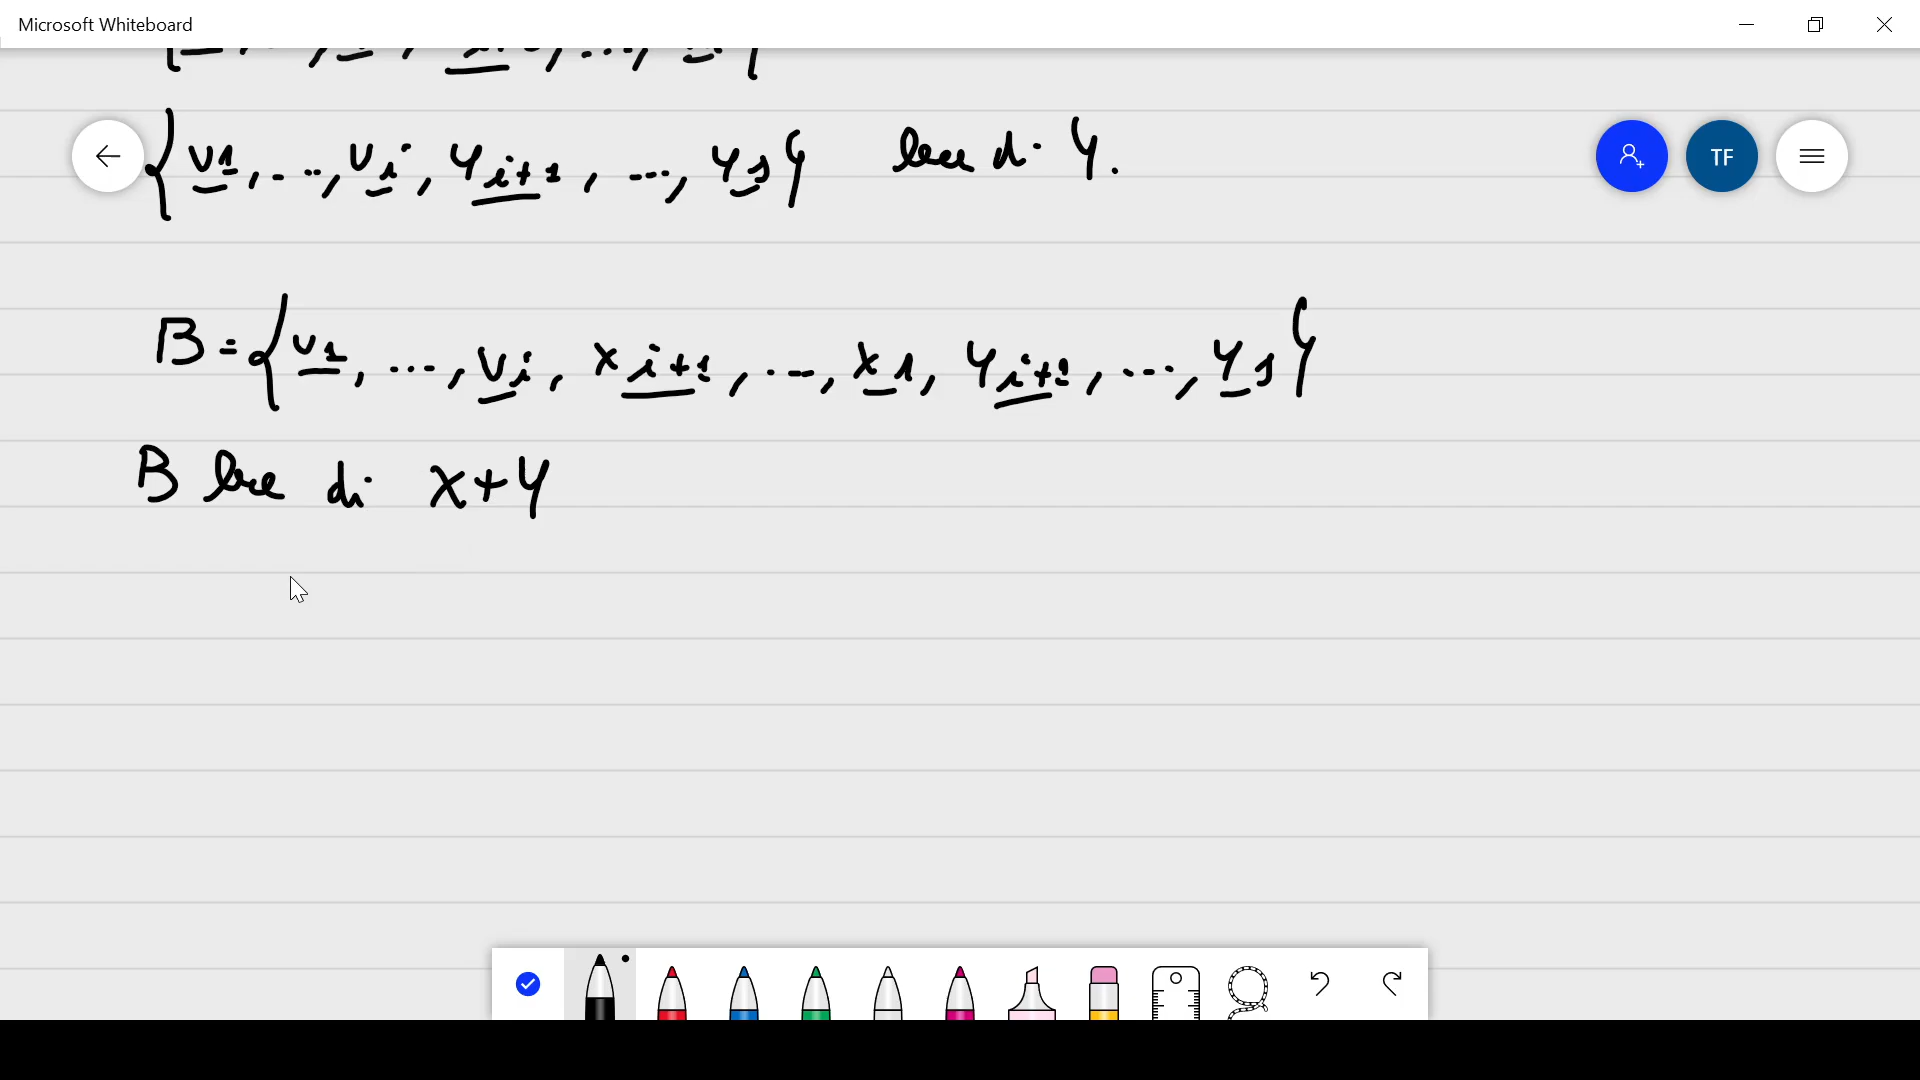 Microsoft Whiteboard
{v1, ..., vi, yi+1, ..., ys} base di Y.
TF
B = {v1, ..., vi, xi+1, ..., xr, yi+1, ..., ys}
B base di X+Y